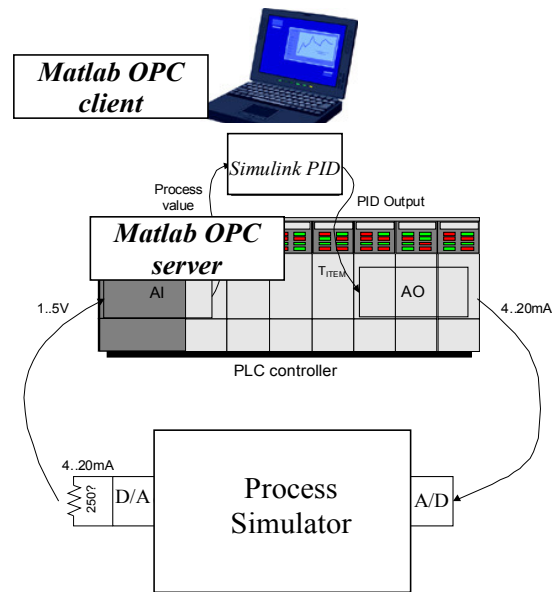 Matlab OPC
client
Simulink PID
Process
value
PID Output
Matlab OPC
server
TITEM
AI
AO
1..5V
4..20mA
PLC controller
4..20mA
250?
D/A
Process
Simulator
A/D